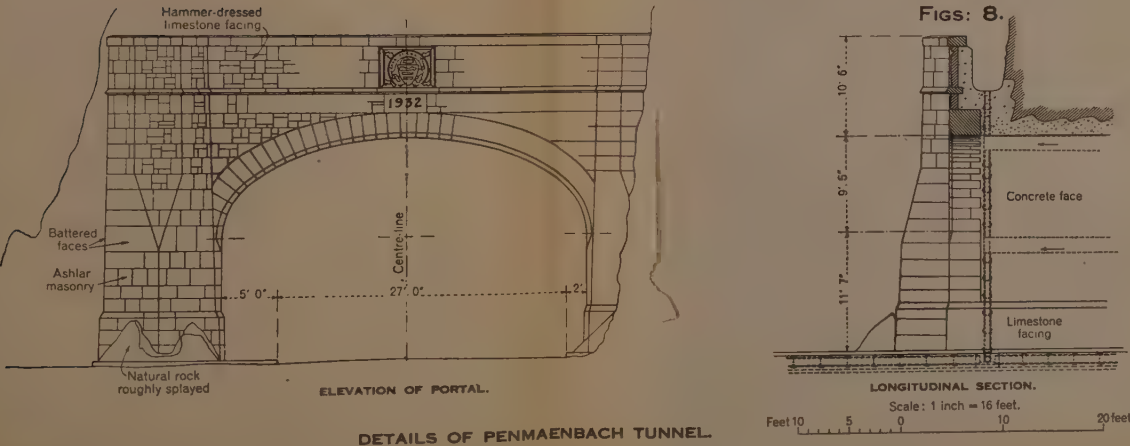 FIGS: 8.
Hammer-dressed
limestone facing
1932
Battered
faces
Ashlar
masonry
Centre-line
5' 0"
27' 0"
2'
Natural rock
roughly splayed
ELEVATION OF PORTAL.
10' 6"
9' 5"
11' 7"
Concrete face
Limestone
facing
LONGITUDINAL SECTION.
Scale: 1 inch = 16 feet.
Feet 10 5 0 10 20 feet
DETAILS OF PENMAENBACH TUNNEL.